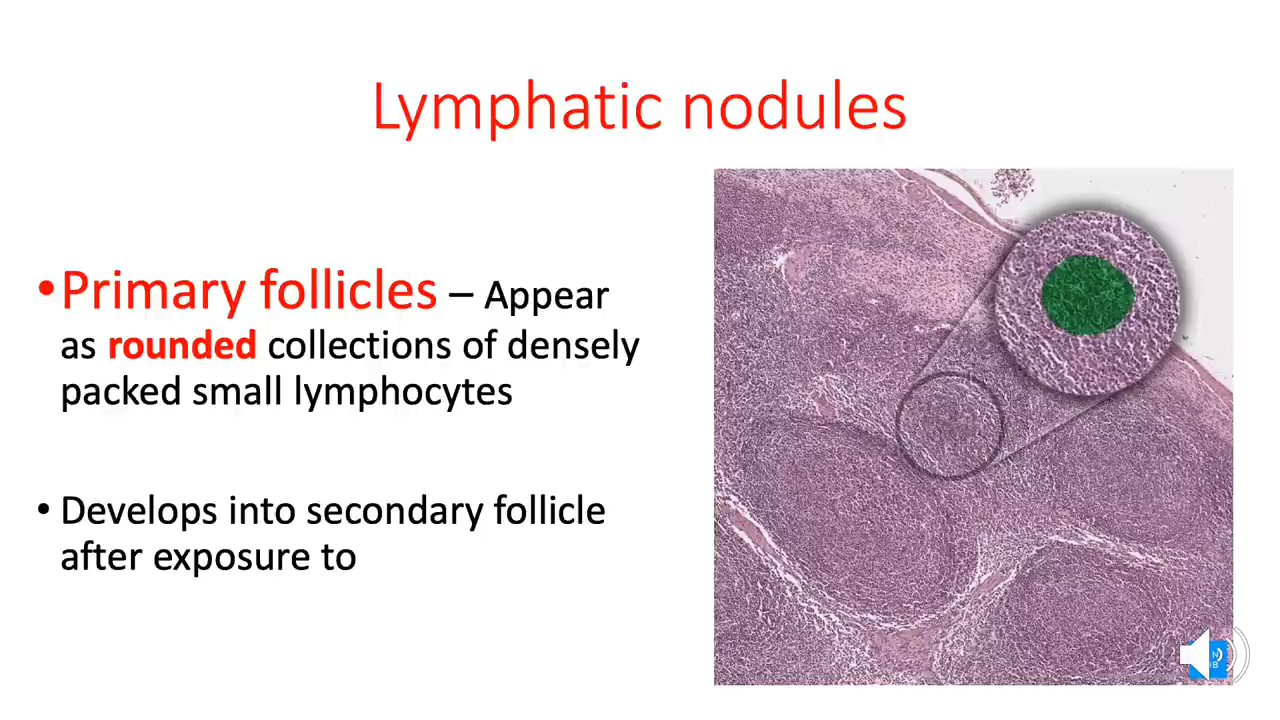 Lymphatic nodules
•Primary follicles – Appear
as rounded collections of densely
packed small lymphocytes
• Develops into secondary follicle
after exposure to